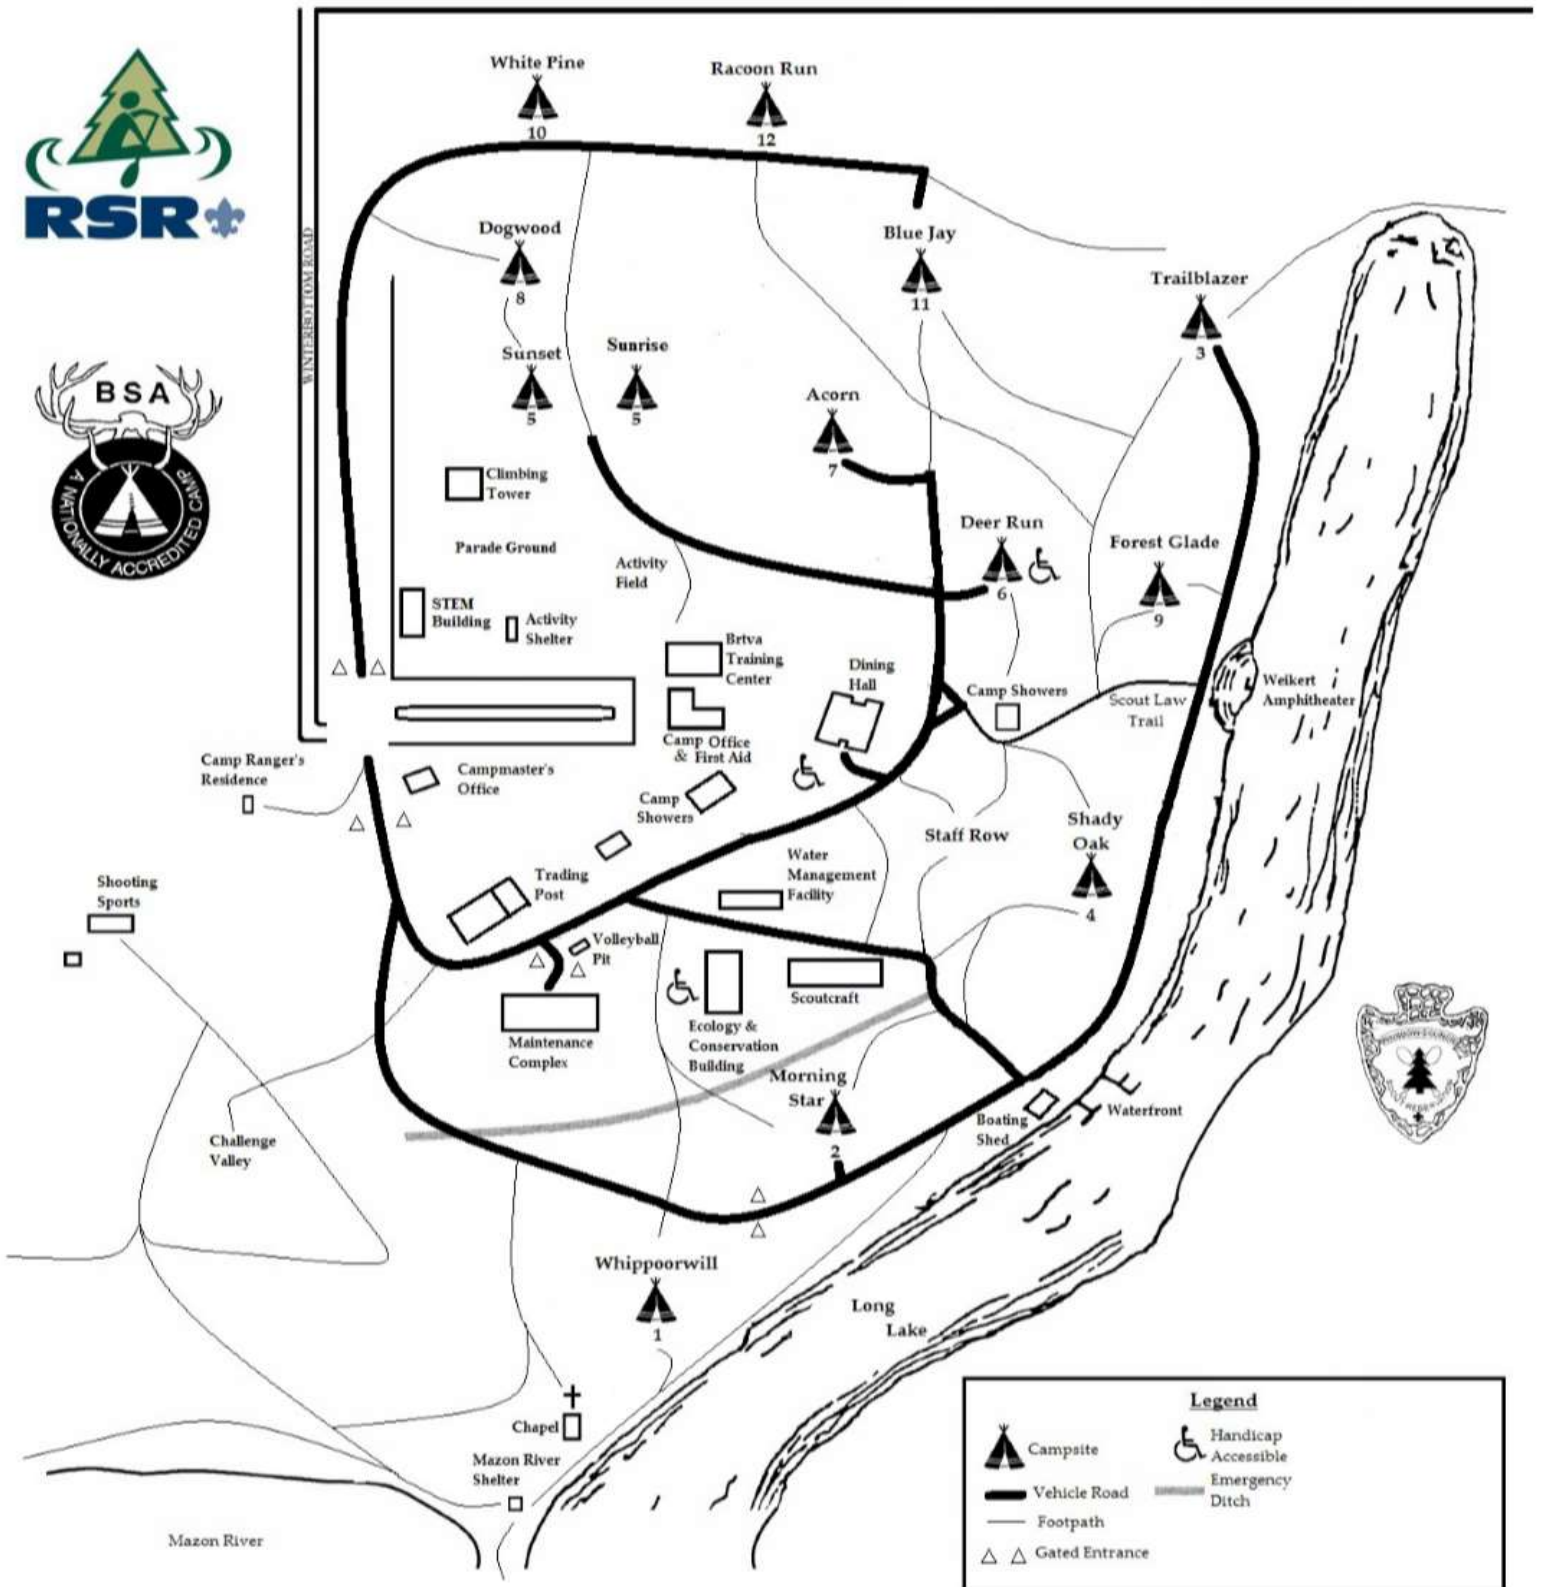 White Pine
10
Racoon Run
12
RSR
WINTERBOTTOM ROAD
Dogwood
8
Blue Jay
11
Trailblazer
3
Sunset
5
Sunrise
5
Acorn
7
BSA
A NATIONALLY ACCREDITED CAMP
Climbing
Tower
Parade Ground
Activity
Field
Deer Run
6
Forest Glade
9
STEM
Building
Activity
Shelter
Brtva
Training
Center
Dining
Hall
Camp Showers
Scout Law
Trail
Weikert
Amphitheater
Camp Office
& First Aid
Camp Ranger's
Residence
Campmaster's
Office
Camp
Showers
Staff Row
Shady
Oak
4
Water
Management
Facility
Trading
Post
Shooting
Sports
Volleyball
Pit
Scoutcraft
Maintenance
Complex
Ecology &
Conservation
Building
Morning
Star
2
Boating
Shed
Waterfront
Challenge
Valley
Whippoorwill
1
Long
Lake
Chapel
Mazon River
Shelter
Mazon River
Legend
Campsite
Handicap
Accessible
Vehicle Road
Emergency
Ditch
Footpath
Gated Entrance